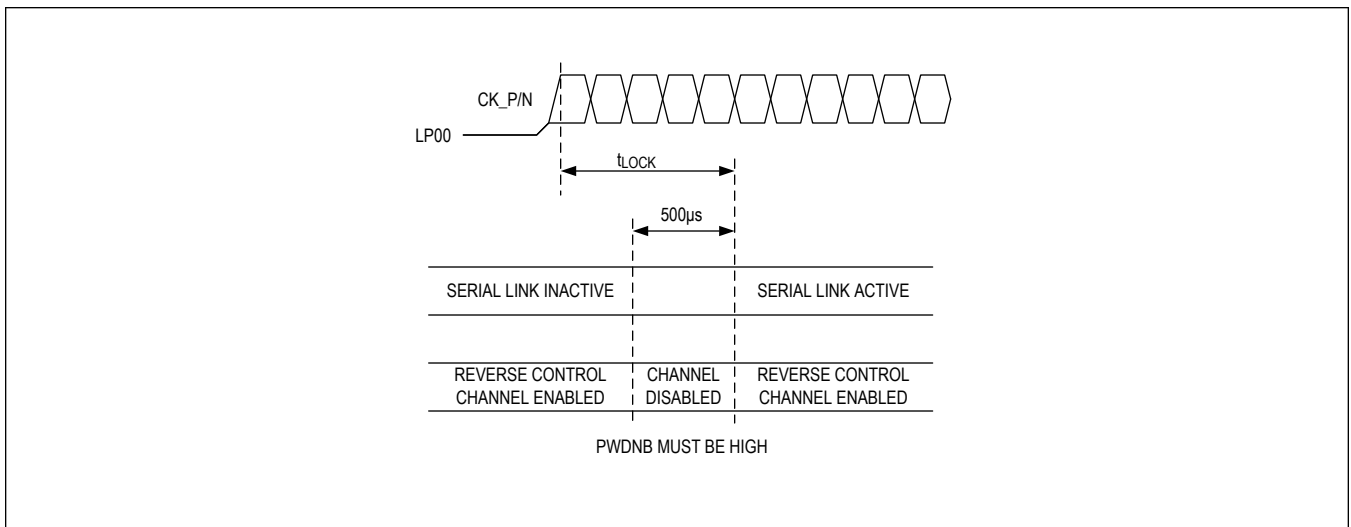 CK_P/N
LP00
tLOCK
500µs
SERIAL LINK INACTIVE
SERIAL LINK ACTIVE
REVERSE CONTROL
CHANNEL ENABLED
CHANNEL
DISABLED
REVERSE CONTROL
CHANNEL ENABLED
PWDNB MUST BE HIGH